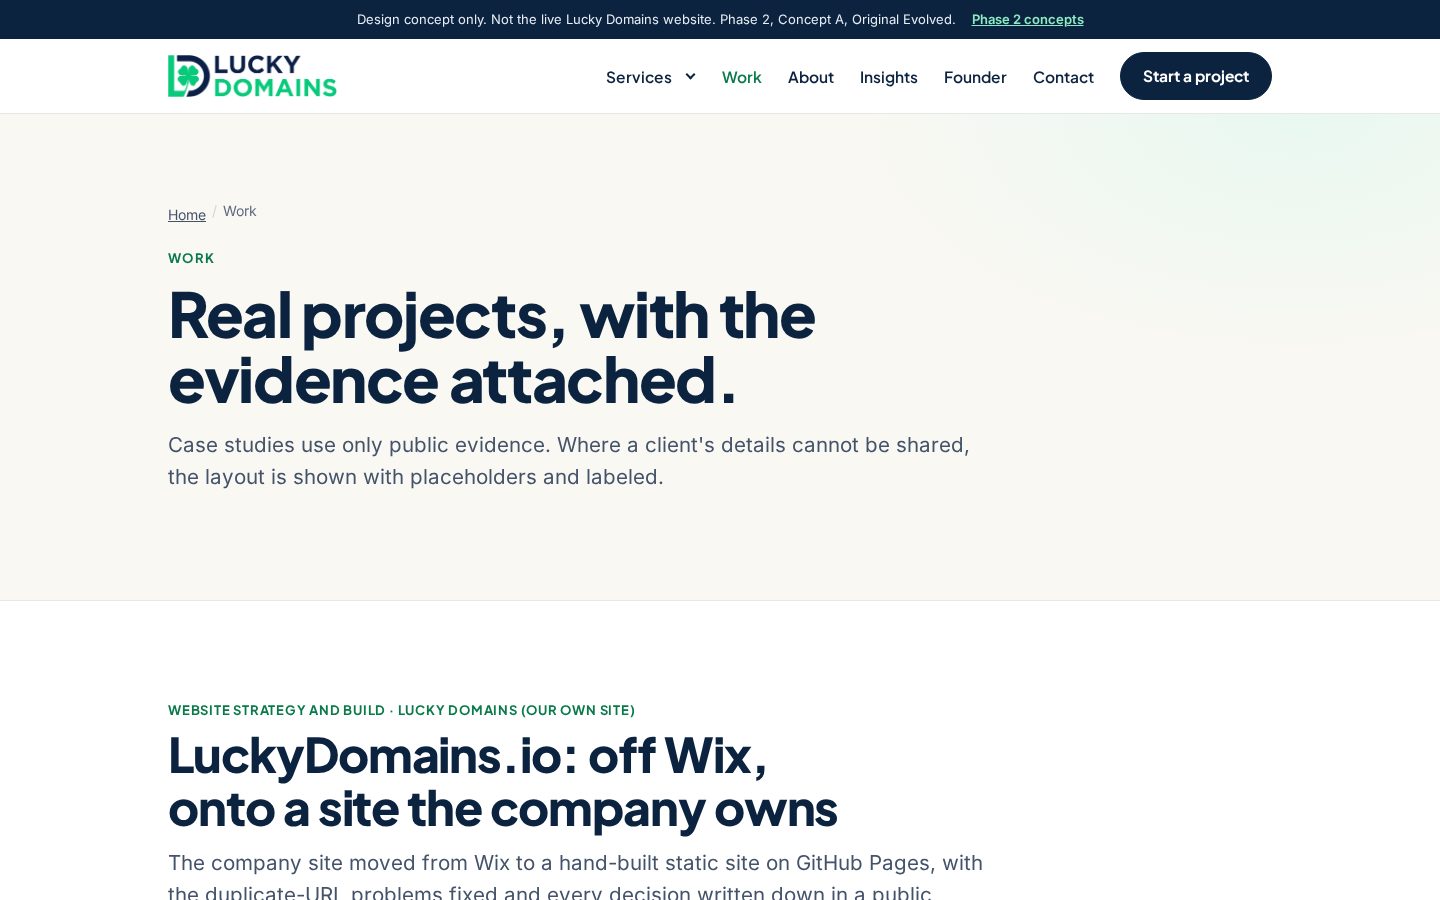 Design concept only. Not the live Lucky Domains website. Phase 2, Concept A, Original Evolved. Phase 2 concepts
LUCKY
DOMAINS
Services Work About Insights Founder Contact Start a project
Home / Work
WORK
Real projects, with the
evidence attached.
Case studies use only public evidence. Where a client's details cannot be shared,
the layout is shown with placeholders and labeled.
WEBSITE STRATEGY AND BUILD · LUCKY DOMAINS (OUR OWN SITE)
LuckyDomains.io: off Wix,
onto a site the company owns
The company site moved from Wix to a hand-built static site on GitHub Pages, with
the duplicate-URL problems fixed and every decision written down in a public